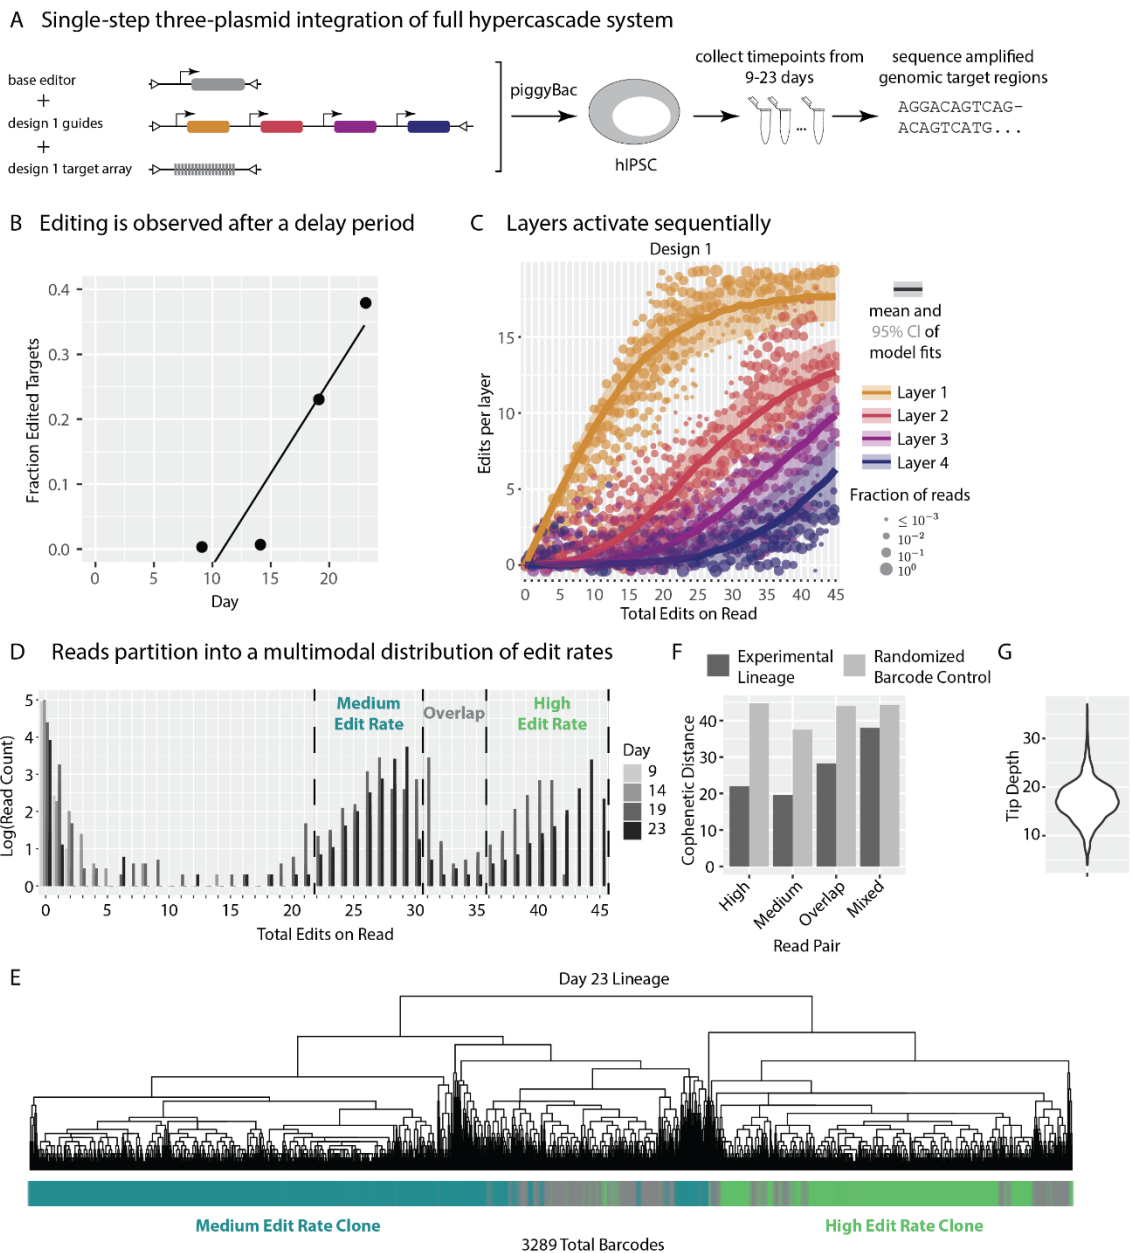 A Single-step three-plasmid integration of full hypercascade system
base editor
+
design 1 guides
+
design 1 target array
piggyBac
hIPSC
collect timepoints from
9-23 days
...
sequence amplified
genomic target regions
AGGACAGTCAG-
ACAGTCATG...
B Editing is observed after a delay period
0.4
0.3
0.2
0.1
0.0
Fraction Edited Targets
0 5 10 15 20
Day
C Layers activate sequentially
Design 1
15
10
5
0
Edits per layer
0 5 10 15 20 25 30 35 40 45
Total Edits on Read
mean and
95% CI of
model fits
Layer 1
Layer 2
Layer 3
Layer 4
Fraction of reads
≤ 10⁻³
10⁻²
10⁻¹
10⁰
D Reads partition into a multimodal distribution of edit rates
5
4
3
2
1
0
Log(Read Count)
Medium
Edit Rate
Overlap
High
Edit Rate
0 5 10 15 20 25 30 35 40 45
Total Edits on Read
Day
9
14
19
23
F
Experimental
Lineage
Randomized
Barcode Control
40
30
20
10
0
Cophenetic Distance
High Medium Overlap Mixed
Read Pair
G
30
20
10
Tip Depth
E
Day 23 Lineage
Medium Edit Rate Clone
High Edit Rate Clone
3289 Total Barcodes